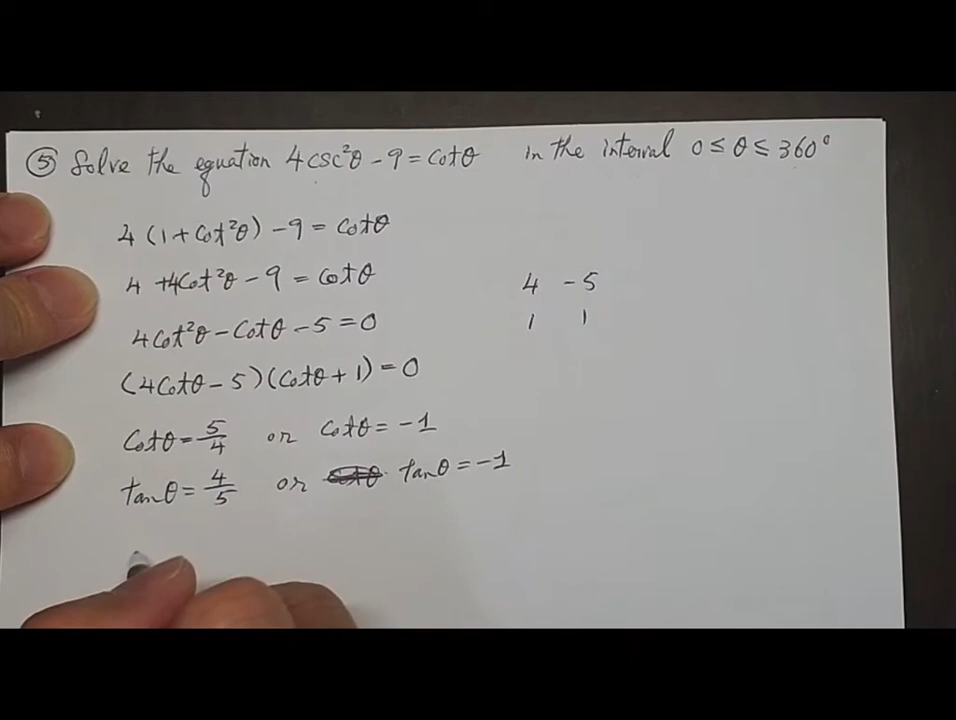 ⑤ Solve the equation 4csc²θ - 9 = cotθ in the interval 0 ≤ θ ≤ 360°
4 (1 + cot²θ) - 9 = cotθ
4 + 4cot²θ - 9 = cotθ
4 -5
4cot²θ - cotθ - 5 = 0
1 1
(4cotθ - 5)(cotθ + 1) = 0
cotθ = 5/4 or cotθ = -1
tanθ = 4/5 or tanθ = -1